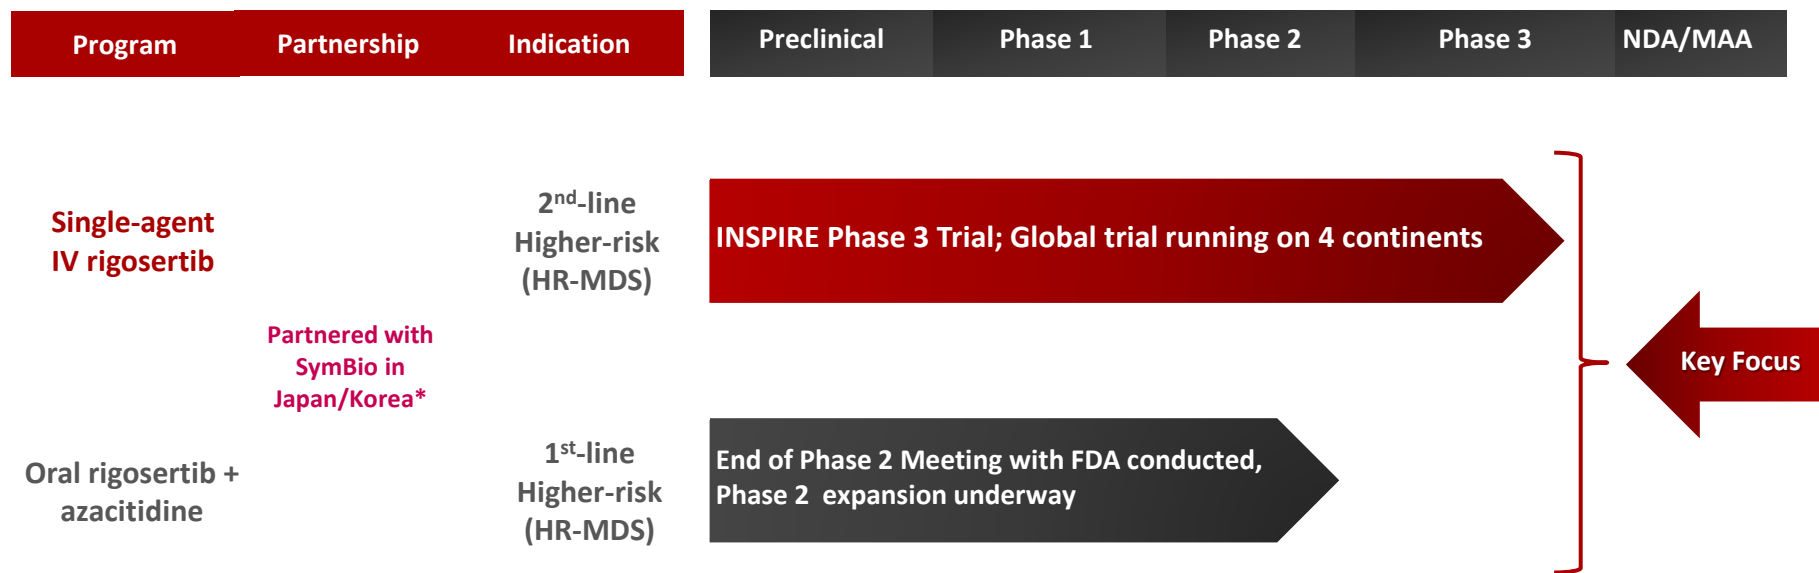 Program Partnership Indication Preclinical Phase 1 Phase 2 Phase 3 NDA/MAA
Single-agent
IV rigosertib
2nd-line
Higher-risk
(HR-MDS)
INSPIRE Phase 3 Trial; Global trial running on 4 continents
Partnered with
SymBio in
Japan/Korea*
Key Focus
Oral rigosertib +
azacitidine
1st-line
Higher-risk
(HR-MDS)
End of Phase 2 Meeting with FDA conducted,
Phase 2 expansion underway